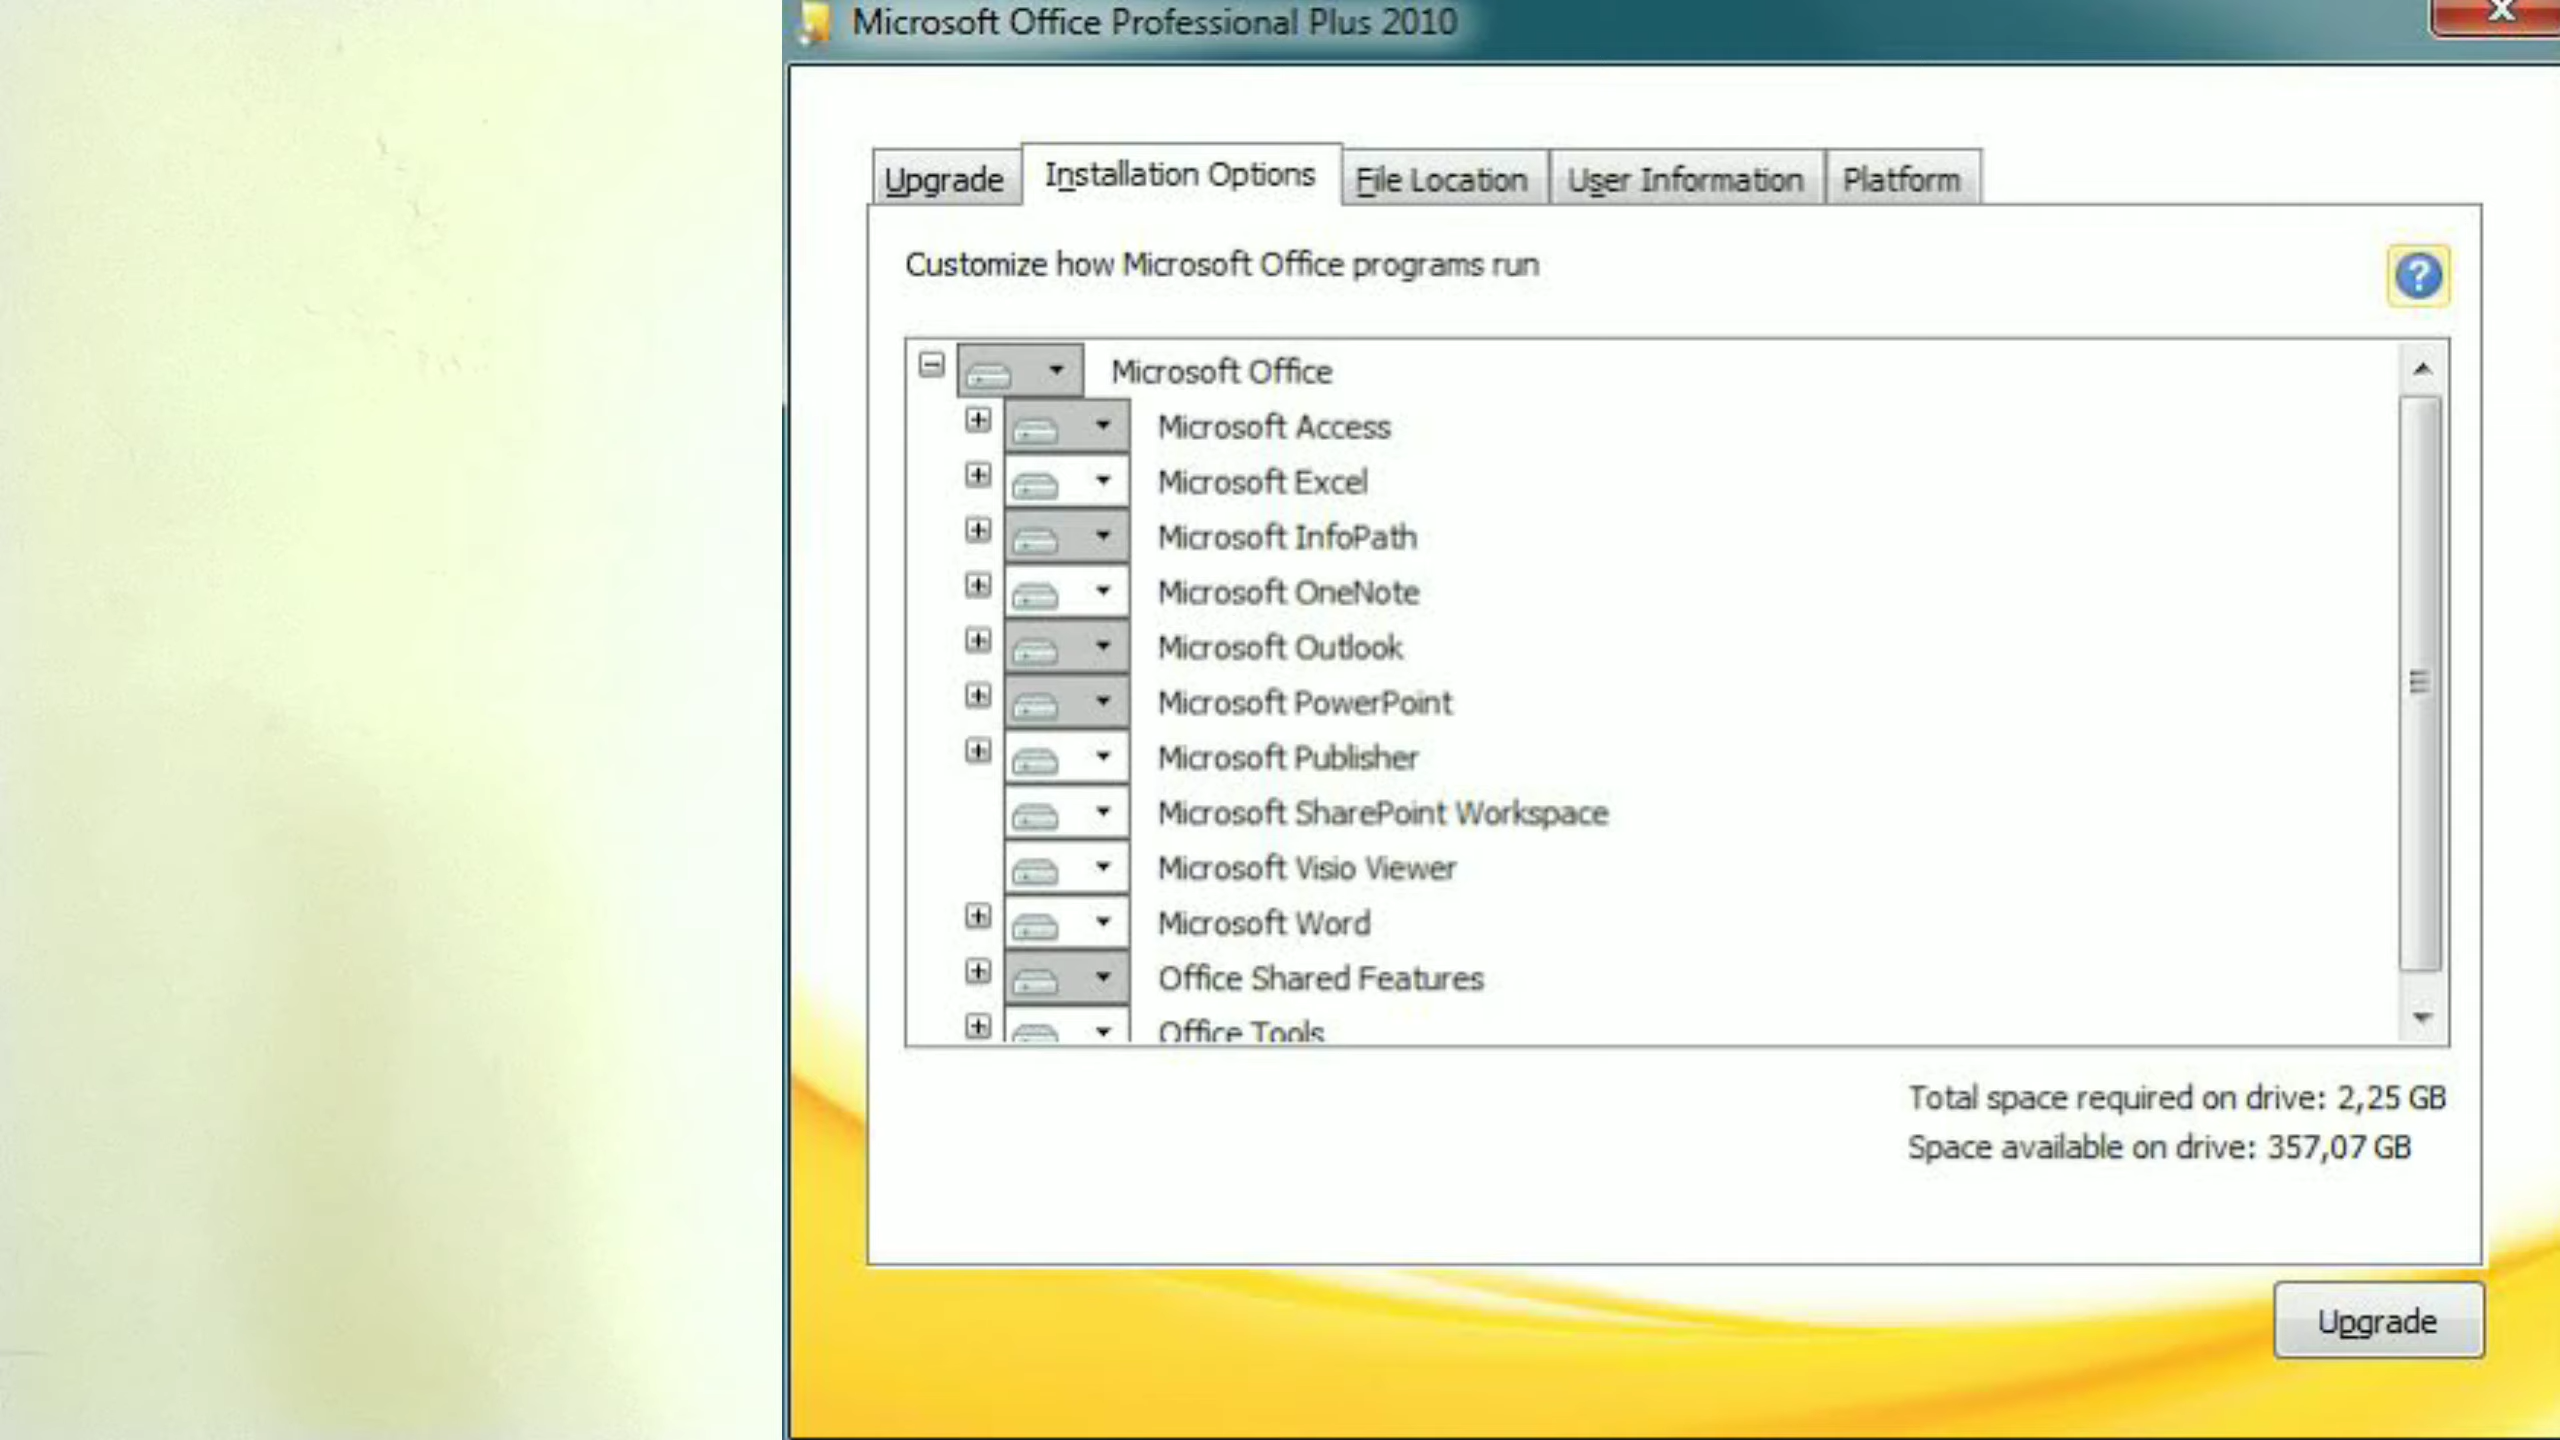 Microsoft Office Professional Plus 2010
Upgrade
Installation Options
File Location
User Information
Platform
Customize how Microsoft Office programs run
Microsoft Office
Microsoft Access
Microsoft Excel
Microsoft InfoPath
Microsoft OneNote
Microsoft Outlook
Microsoft PowerPoint
Microsoft Publisher
Microsoft SharePoint Workspace
Microsoft Visio Viewer
Microsoft Word
Office Shared Features
Office Tools
Total space required on drive: 2,25 GB
Space available on drive: 357,07 GB
Upgrade